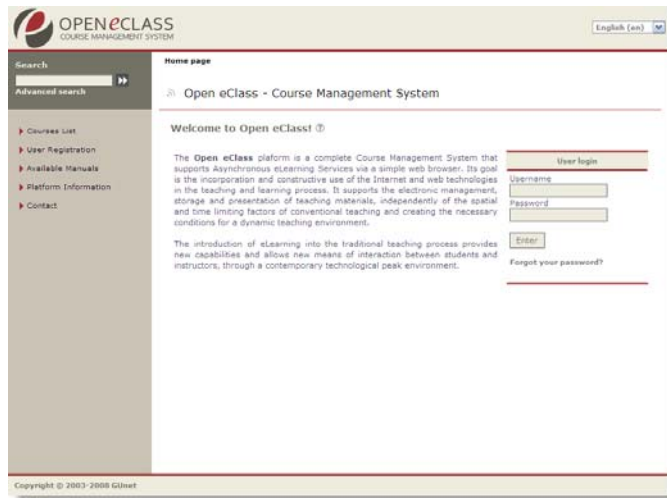 OPENeCLASS
COURSE MANAGEMENT SYSTEM
English (en)
Search
Advanced search
Home page
Open eClass - Course Management System
Courses List
User Registration
Available Manuals
Platform Information
Contact
Welcome to Open eClass!
The Open eClass plaform is a complete Course Management System that
supports Asynchronous eLearning Services via a simple web browser. Its goal
is the incorporation and constructive use of the Internet and web technologies
in the teaching and learning process. It supports the electronic management,
storage and presentation of teaching materials, independently of the spatial
and time limiting factors of conventional teaching and creating the necessary
conditions for a dynamic teaching environment.
The introduction of eLearning into the traditional teaching process provides
new capabilities and allows new means of interaction between students and
instructors, through a contemporary technological peak environment.
User login
Username
Password
Enter
Forgot your password?
Copyright © 2003-2008 GUnet